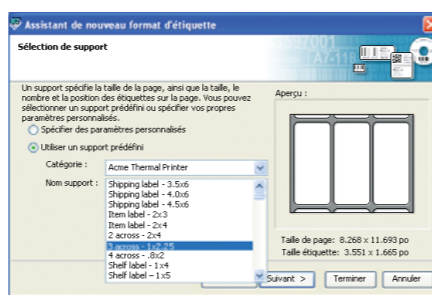 Assistant de nouveau format d'étiquette
Sélection de support
Un support spécifie la taille de la page, ainsi que la taille, le
nombre et la position des étiquettes sur la page. Vous pouvez
sélectionner un support prédéfini ou spécifier vos propres
paramètres personnalisés.
Spécifier des paramètres personnalisés
Utiliser un support prédéfini
Catégorie :
Acme Thermal Printer
Nom support :
Shipping label - 3.5x6
Shipping label - 4.0x6
Shipping label - 4.5x6
Item label - 2x3
Item label - 2x4
2 across - 2x4
3 across - 1x2.25
4 across - .8x2
Shelf label - 1x4
Shelf label - 1x5
Aperçu :
Taille de page: 8.268 x 11.693 po
Taille étiquette: 3.551 x 1.665 po
Suivant >
Terminer
Annuler